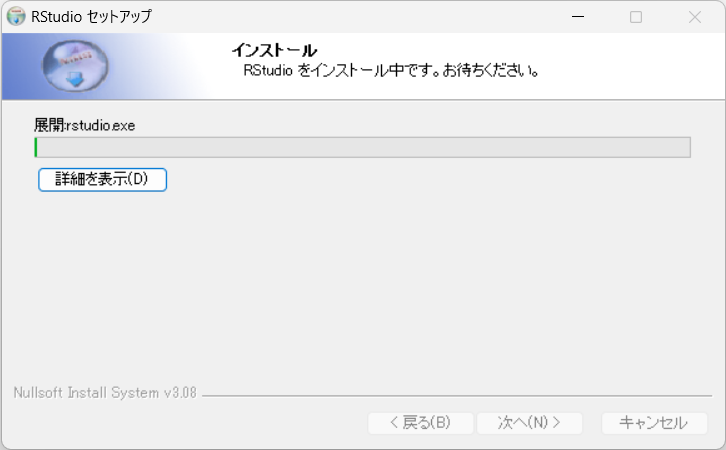 RStudio セットアップ
インストール
RStudio をインストール中です。お待ちください。
展開:rstudio.exe
詳細を表示(D)
Nullsoft Install System v3.08
< 戻る(B)
次へ(N) >
キャンセル